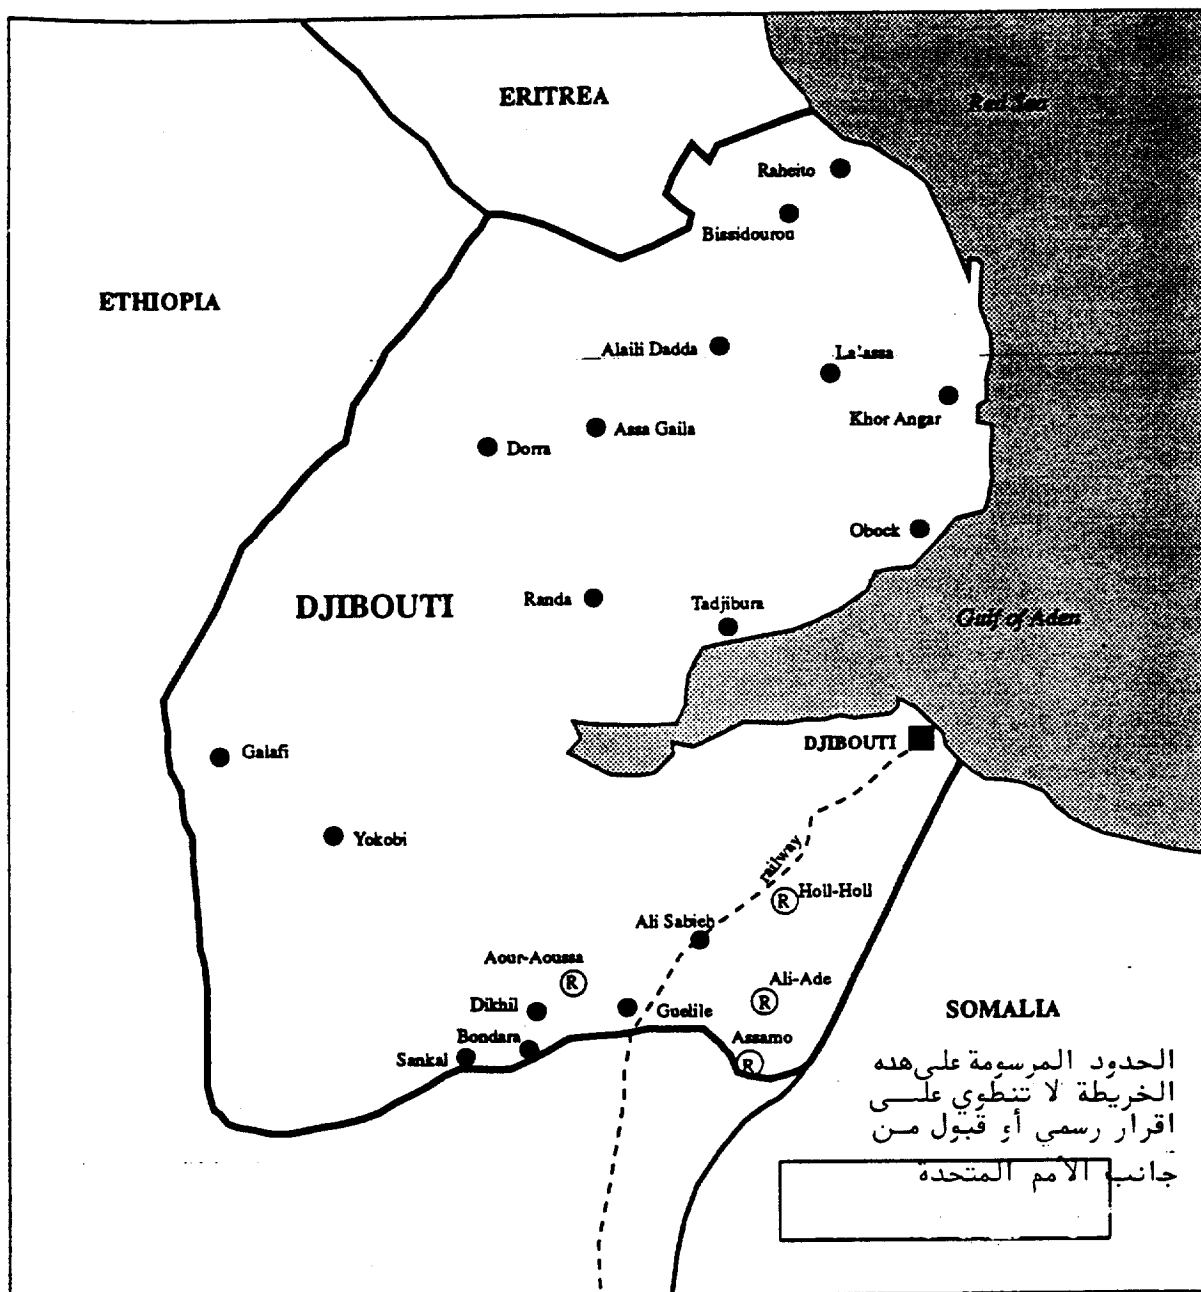 Red Sea
ERITREA
Raheito
Bissidourou
ETHIOPIA
Alaili Dadda
La'assa
Khor Angar
Assa Gaila
Dorra
Obock
DJIBOUTI
Randa
Tadjibura
Gulf of Aden
DJIBOUTI
Galafi
Yokobi
railway
R
Holl-Holl
Ali Sabieh
Aour-Aoussa
R
Ali-Ade
R
Dikhil
Guelile
SOMALIA
Bondara
Assamo
R
Sankal
الحدود المرسومة على هذه
الخريطة لا تنطوي علـــى
اقرار رسمي أو قبول مـن
جانب الأمم المتحدة